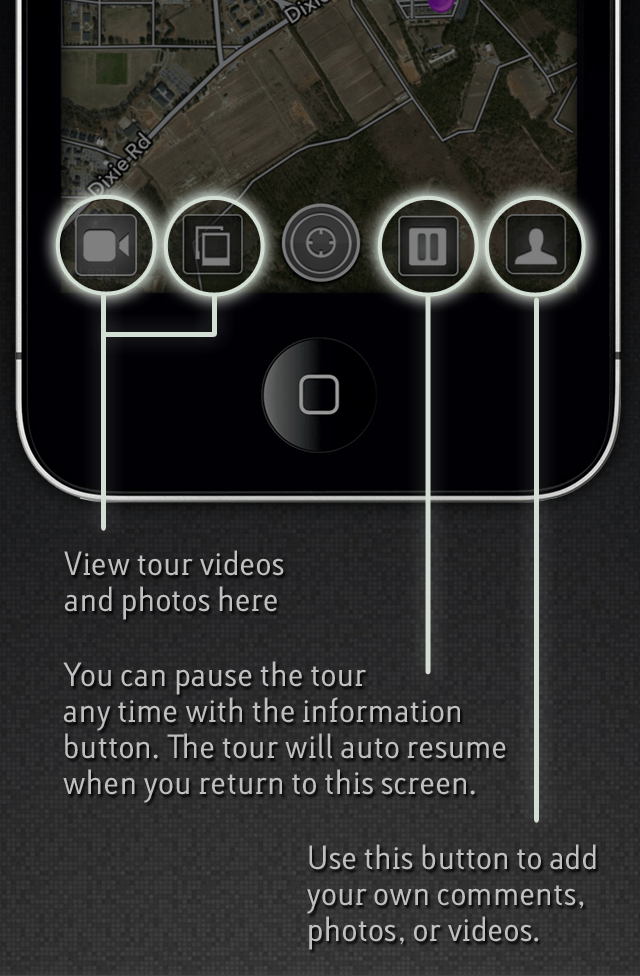 Dixie
Dixie Rd
View tour videos
and photos here
You can pause the tour
any time with the information
button. The tour will auto resume
when you return to this screen.
Use this button to add
your own comments,
photos, or videos.